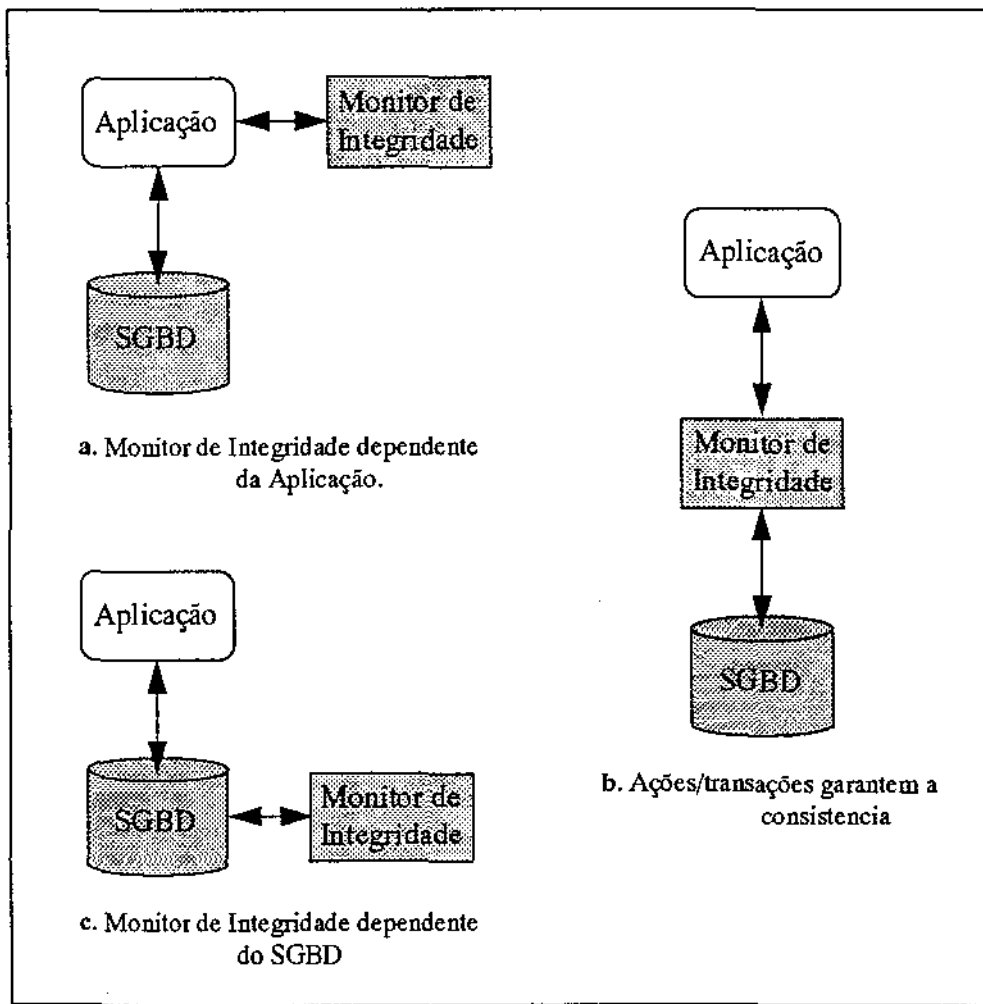 Aplicação
Monitor de
Integridade
SGBD
a. Monitor de Integridade dependente
da Aplicação.
Aplicação
Monitor de
Integridade
SGBD
b. Ações/transações garantem a
consistencia
Aplicação
SGBD
Monitor de
Integridade
c. Monitor de Integridade dependente
do SGBD